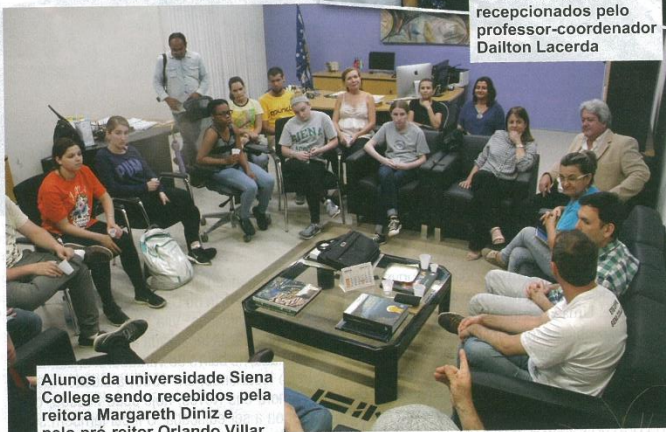 recepcionados pelo
professor-coordenador
Dailton Lacerda
SIENA
Alunos da universidade Siena
College sendo recebidos pela
reitora Margareth Diniz e
pelo pró-reitor Orlando Villar